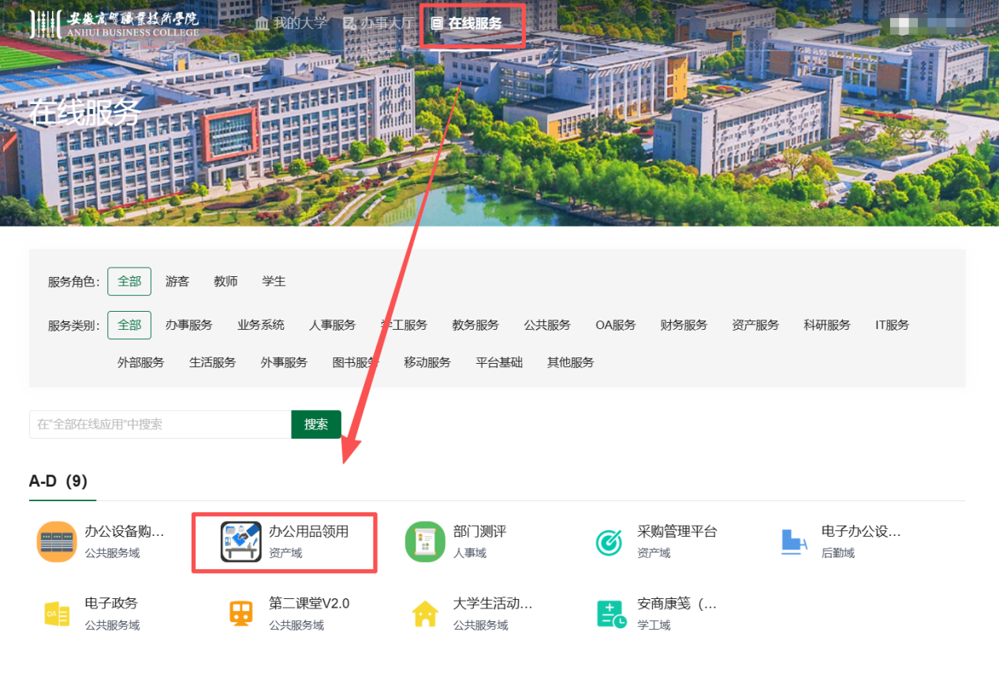 安徽商贸职业技术学院
ANHUI BUSINESS COLLEGE
我的大学 办事大厅 在线服务
在线服务
服务角色: 全部 游客 教师 学生
服务类别: 全部 办事服务 业务系统 人事服务 学工服务 教务服务 公共服务 OA服务 财务服务 资产服务 科研服务 IT服务
外部服务 生活服务 外事服务 图书服务 移动服务 平台基础 其他服务
在“全部在线应用”中搜索 搜索
A-D（9）
办公设备购... 办公用品领用 部门测评 采购管理平台 电子办公设...
公共服务域 资产域 人事域 资产域 后勤域
OA
电子政务 第二课堂V2.0 大学生活动... 安商康笺（...
公共服务域 公共服务域 公共服务域 学工域